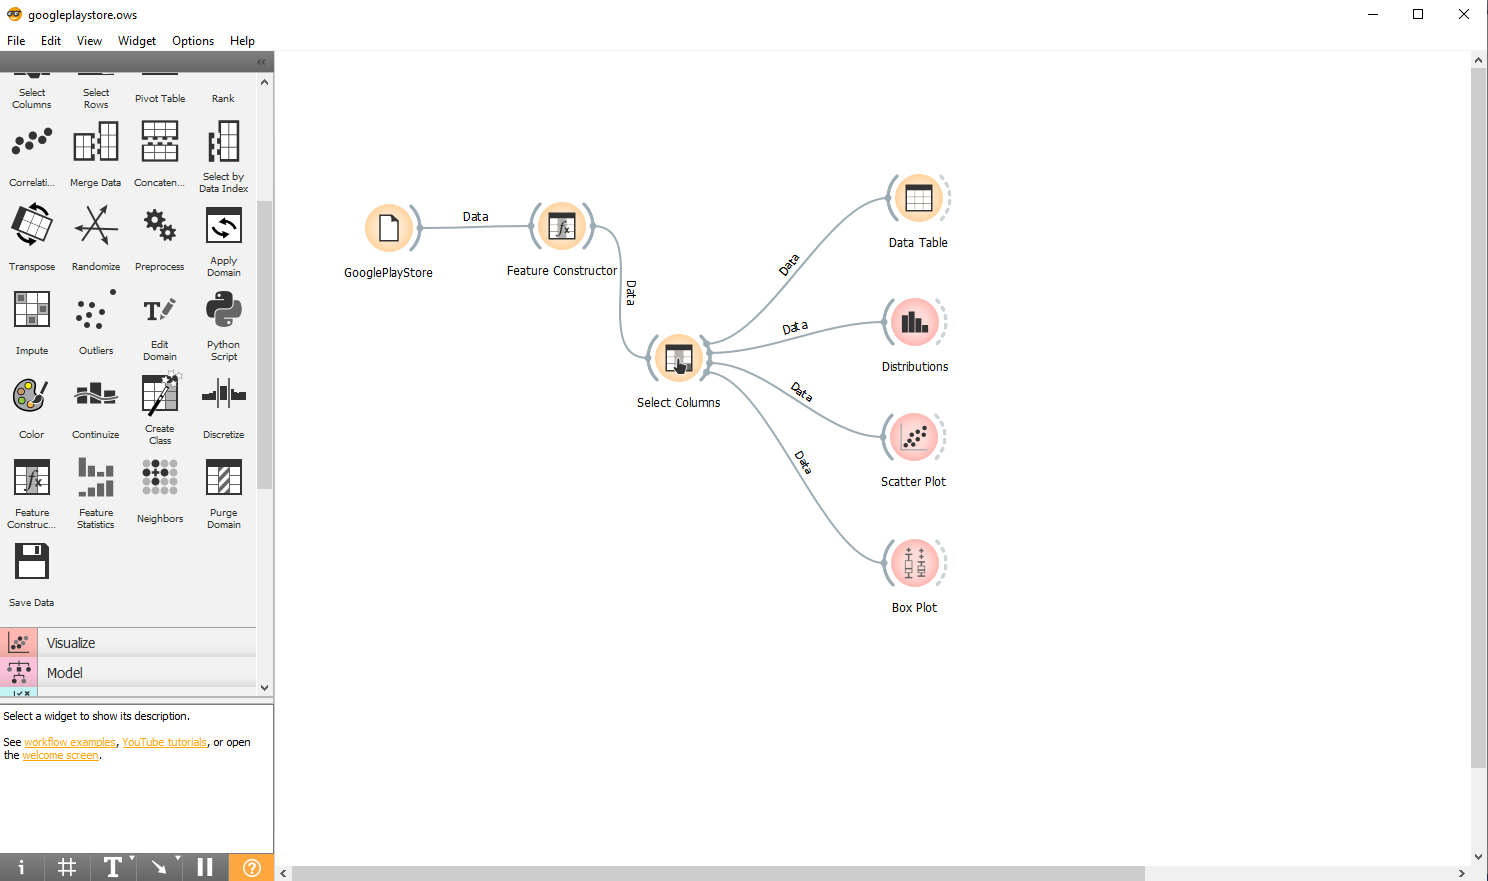 googleplaystore.ows
File Edit View Widget Options Help
Select Columns
Select Rows
Pivot Table
Rank
Correlati...
Merge Data
Concaten...
Select by Data Index
Transpose
Randomize
Preprocess
Apply Domain
Impute
Outliers
Edit Domain
Python Script
Color
Continuize
Create Class
Discretize
Feature Construc...
Feature Statistics
Neighbors
Purge Domain
Save Data
Visualize
Model
Select a widget to show its description.
See workflow examples, YouTube tutorials, or open
the welcome screen.
GooglePlayStore
Data
Feature Constructor
Data
Select Columns
Data
Data Table
Data
Distributions
Data
Scatter Plot
Data
Box Plot